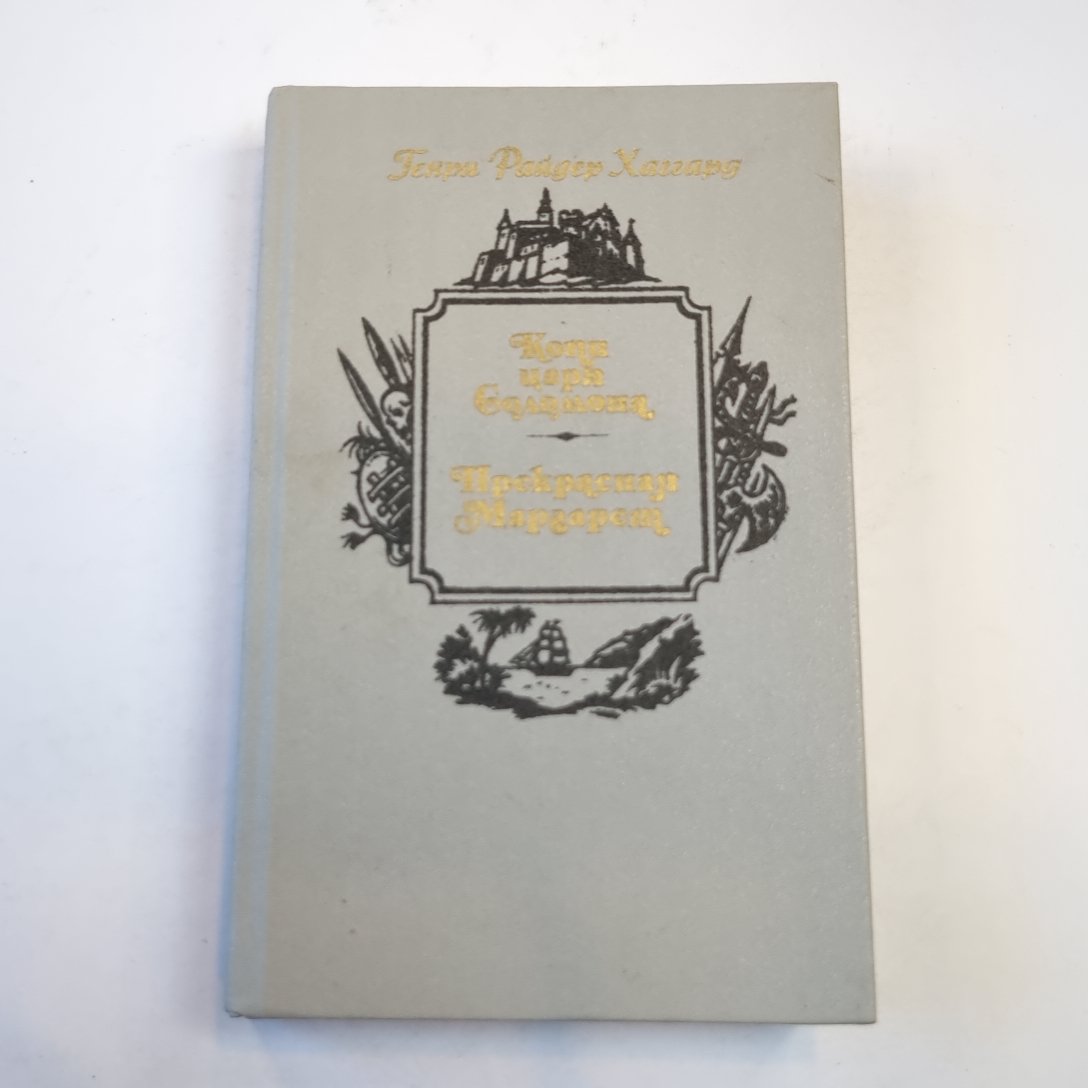 Генри Райдер Хаггард
Копи
царя
Соломона
Прекрасная
Маргарет